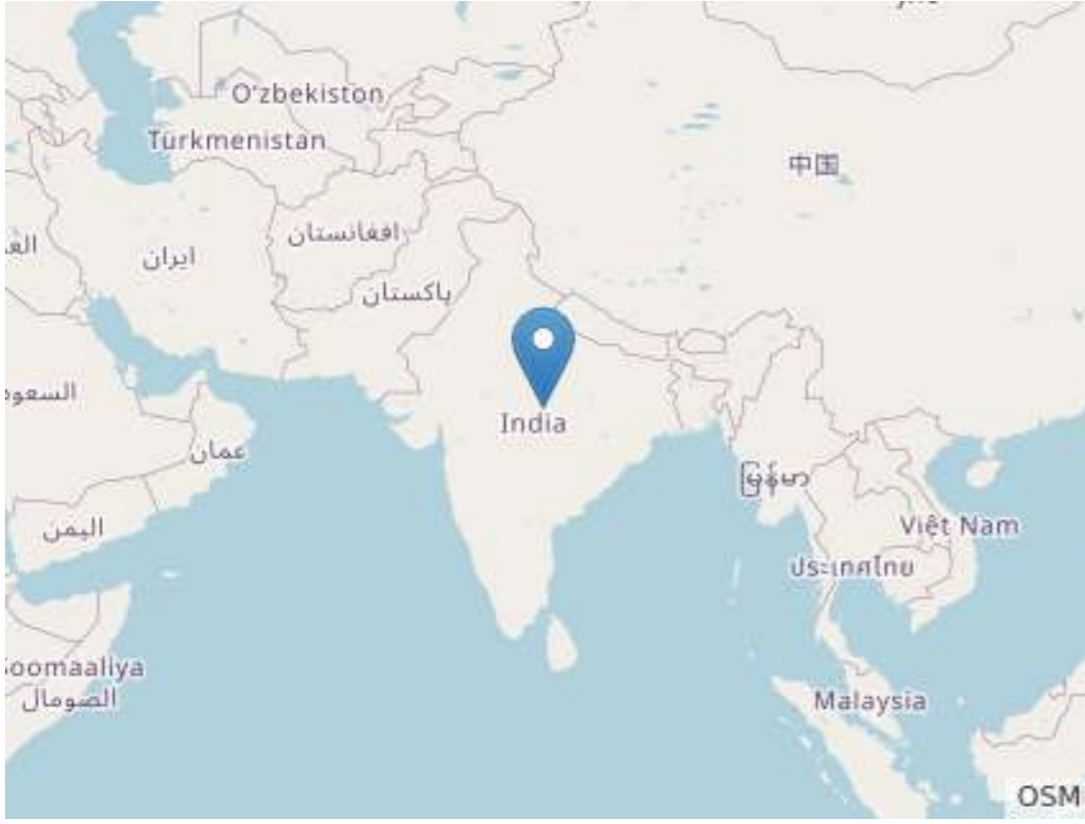 O'zbekiston
Türkmenistan
中国
افغانستان
ایران
پاکستان
India
السعود
عمان
မြန်မာ
اليمن
Việt Nam
ประเทศไทย
Soomaaliya
الصومال
Malaysia
OSM